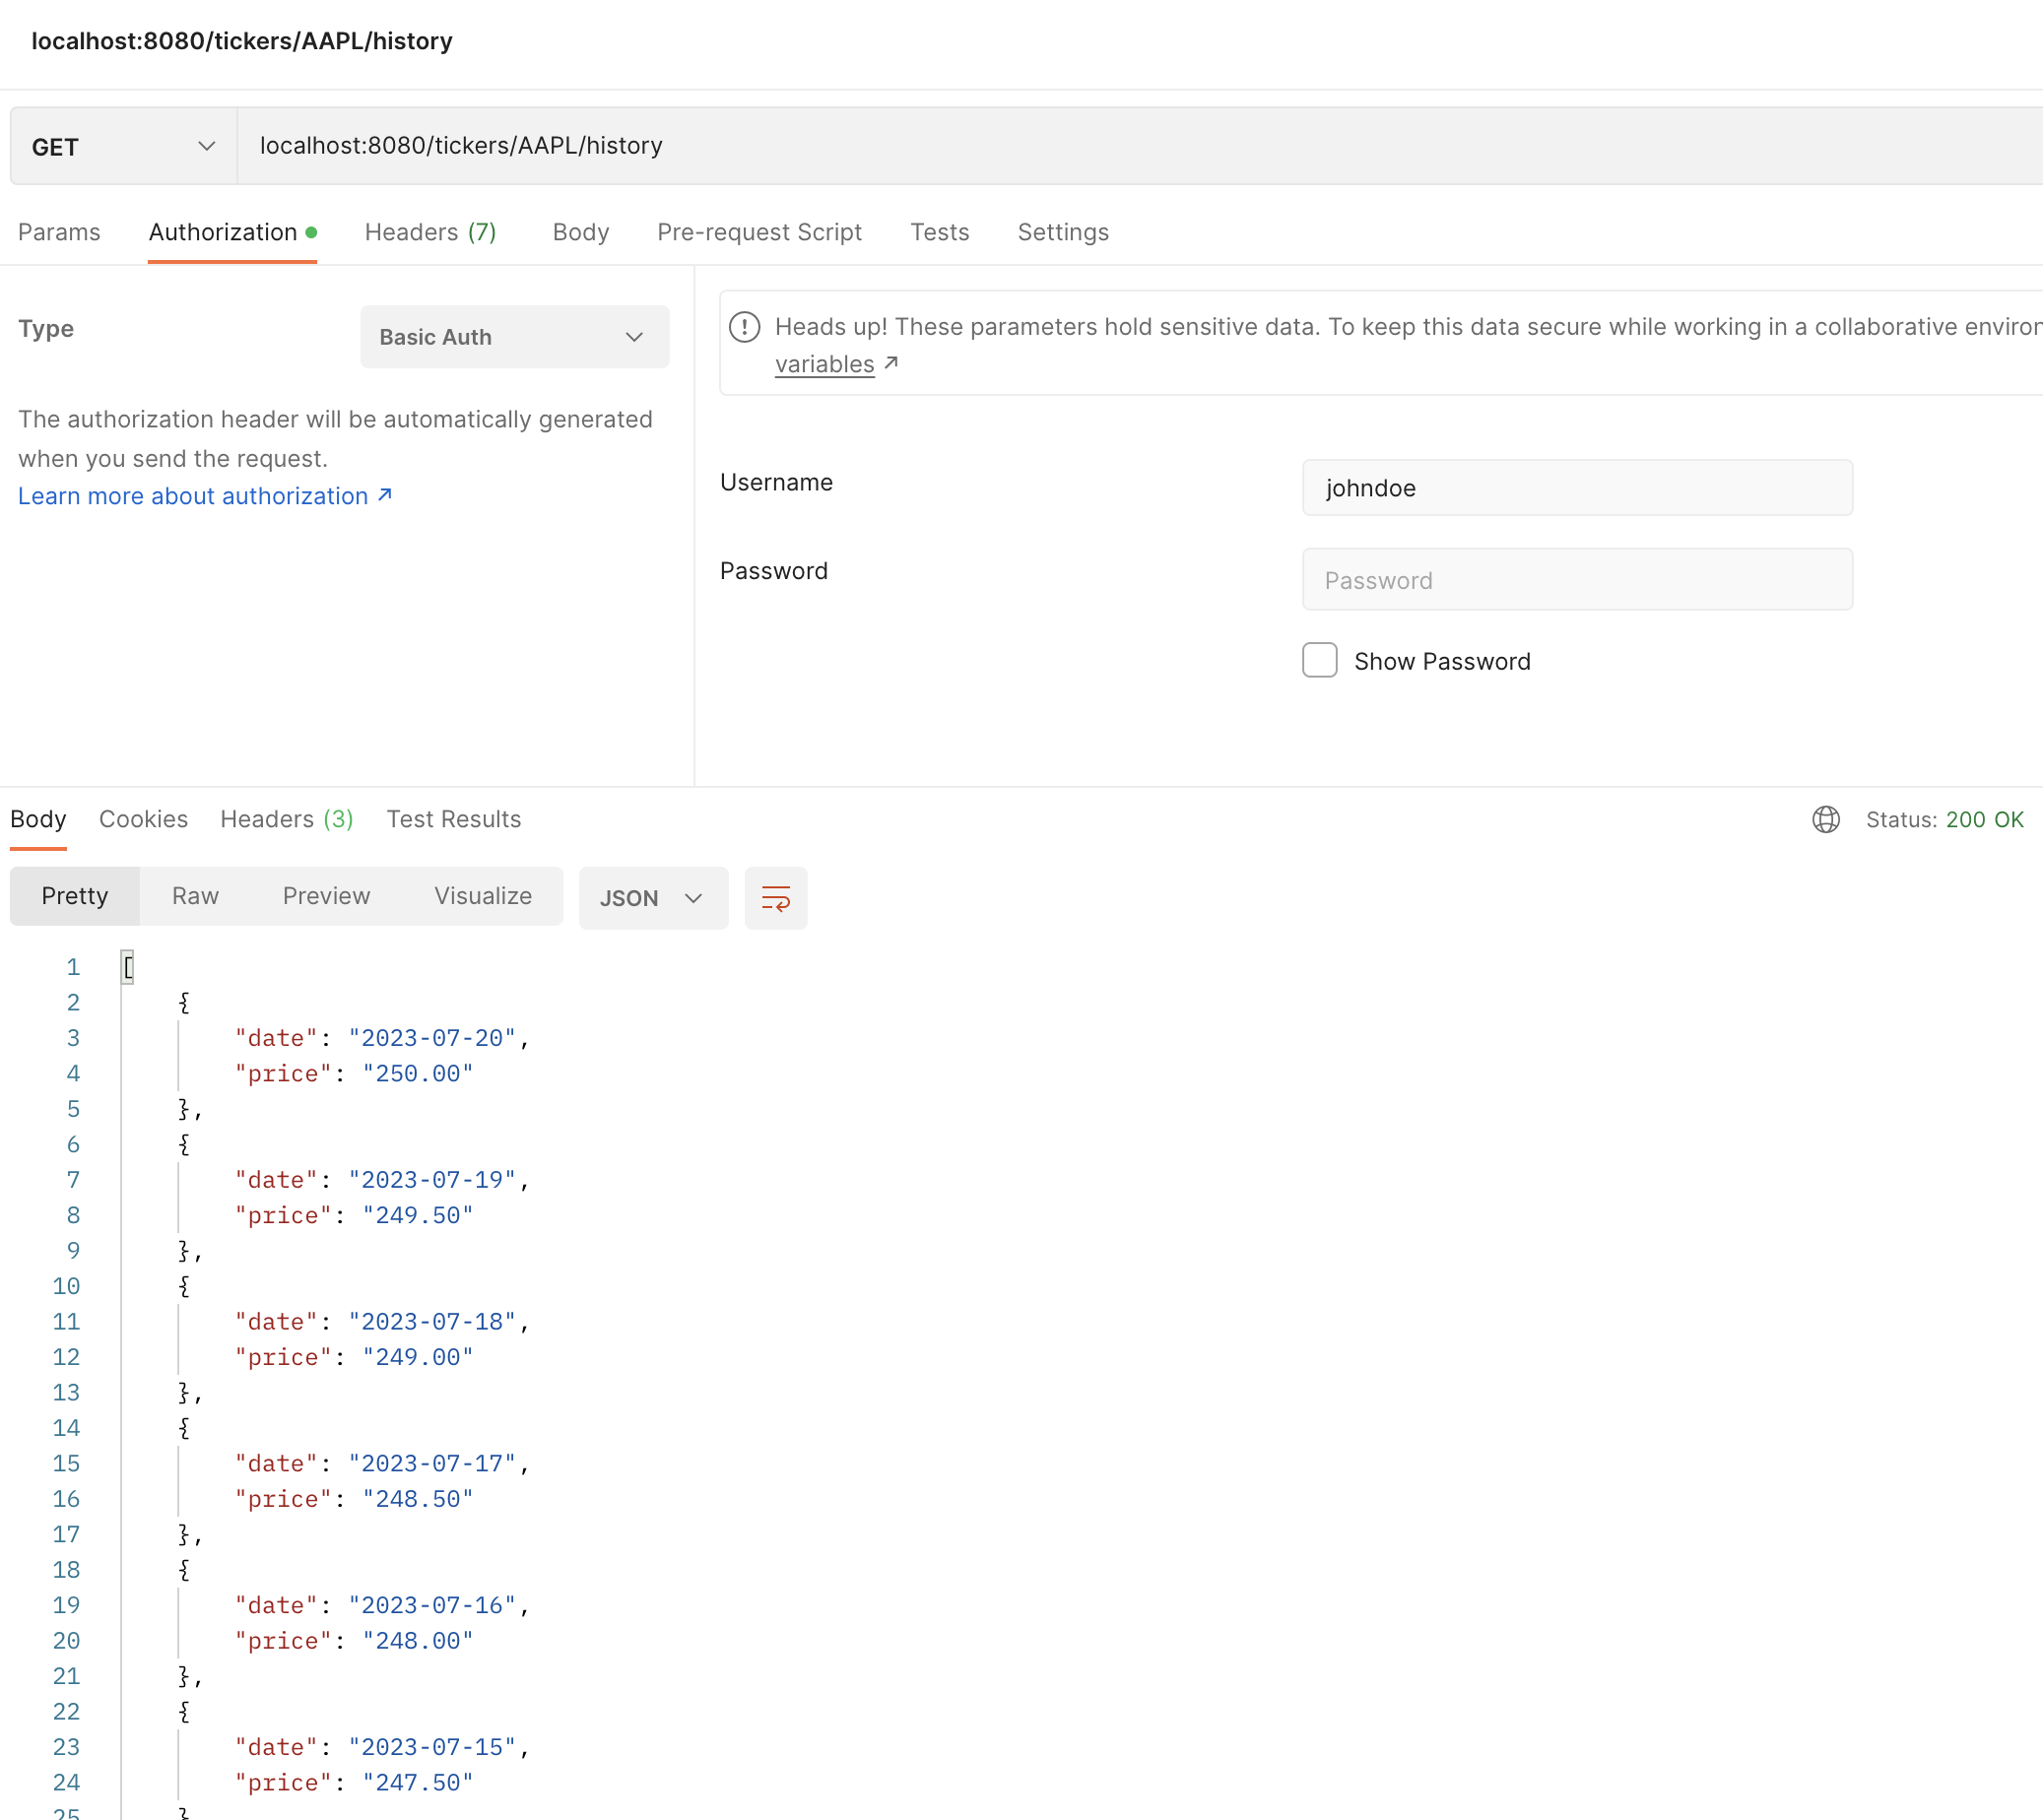 localhost:8080/tickers/AAPL/history
GET localhost:8080/tickers/AAPL/history
Params Authorization Headers (7) Body Pre-request Script Tests Settings
Type Basic Auth
The authorization header will be automatically generated
when you send the request.
Learn more about authorization ↗
Heads up! These parameters hold sensitive data. To keep this data secure while working in a collaborative
variables ↗
Username johndoe
Password Password
Show Password
Body Cookies Headers (3) Test Results Status: 200 OK
Pretty Raw Preview Visualize JSON
1 [
2 {
3 "date": "2023-07-20",
4 "price": "250.00"
5 },
6 {
7 "date": "2023-07-19",
8 "price": "249.50"
9 },
10 {
11 "date": "2023-07-18",
12 "price": "249.00"
13 },
14 {
15 "date": "2023-07-17",
16 "price": "248.50"
17 },
18 {
19 "date": "2023-07-16",
20 "price": "248.00"
21 },
22 {
23 "date": "2023-07-15",
24 "price": "247.50"
25 }